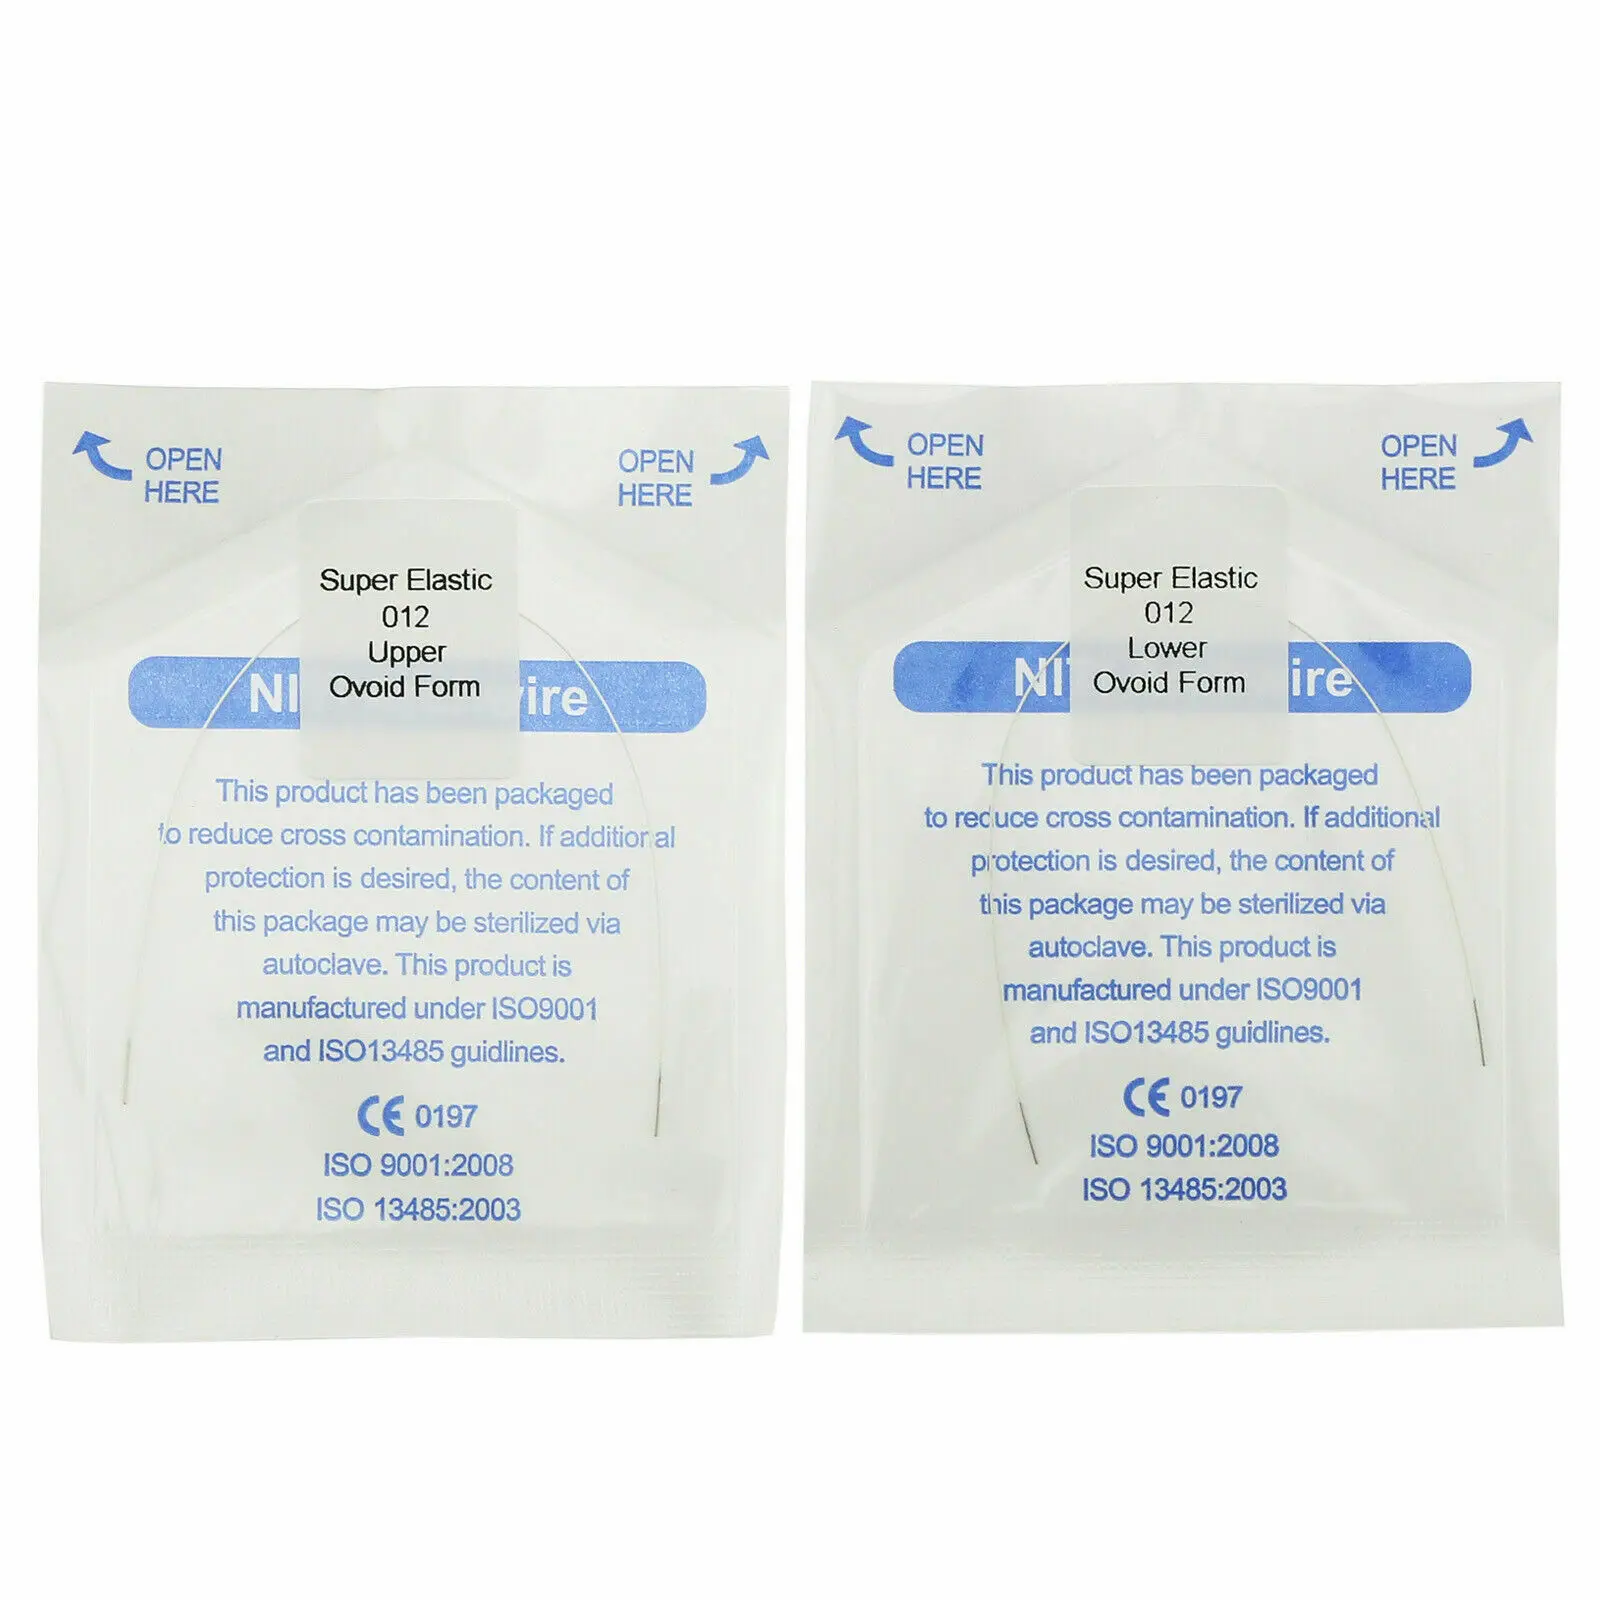 OPEN
HERE
OPEN
HERE
Super Elastic
012
Upper
Ovoid Form
This product has been packaged
to reduce cross contamination. If additional
protection is desired, the content of
this package may be sterilized via
autoclave. This product is
manufactured under ISO9001
and ISO13485 guidlines.
CE 0197
ISO 9001:2008
ISO 13485:2003
OPEN
HERE
OPEN
HERE
Super Elastic
012
Lower
Ovoid Form
This product has been packaged
to reduce cross contamination. If additional
protection is desired, the content of
this package may be sterilized via
autoclave. This product is
manufactured under ISO9001
and ISO13485 guidlines.
CE 0197
ISO 9001:2008
ISO 13485:2003